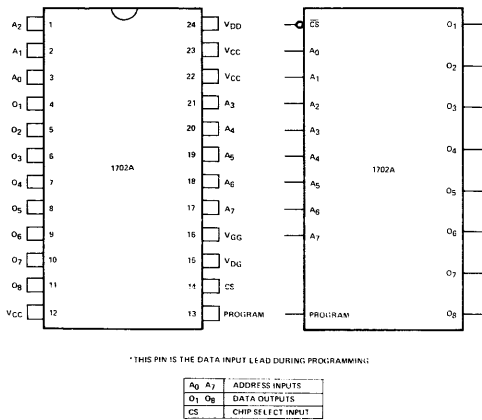 A2 1 24 VDD
A1 2 23 VCC
A0 3 22 VCC
O1 4 21 A3
O2 5 20 A4
O3 6 19 A5
1702A
O4 7 18 A6
O5 8 17 A7
O6 9 16 VGG
O7 10 15 VDG
O8 11 14 CS
VCC 12 13 PROGRAM
CS O1
A0
A1 O2
A2 O3
A3
A4 O4
1702A
A5 O5
A6
A7 O6
O7
PROGRAM O8
*THIS PIN IS THE DATA INPUT LEAD DURING PROGRAMMING
A0 A7 ADDRESS INPUTS
O1 O8 DATA OUTPUTS
CS CHIP SELECT INPUT